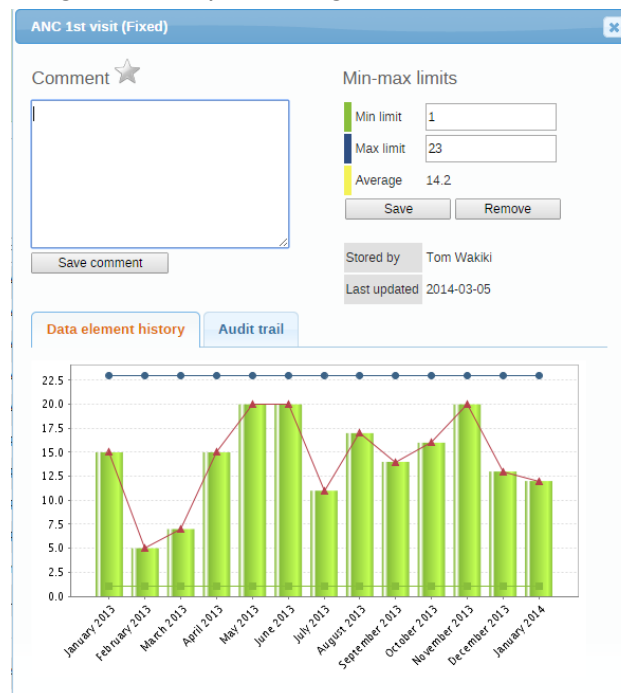 ANC 1st visit (Fixed)
Comment
Min-max limits
Min limit 1
Max limit 23
Average 14.2
Save Remove
Save comment
Stored by Tom Wakiki
Last updated 2014-03-05
Data element history Audit trail
22.5
20.0
17.5
15.0
12.5
10.0
7.5
5.0
2.5
0.0
January 2013 February 2013 March 2013 April 2013 May 2013 June 2013 July 2013 August 2013 September 2013 October 2013 November 2013 December 2013 January 2014